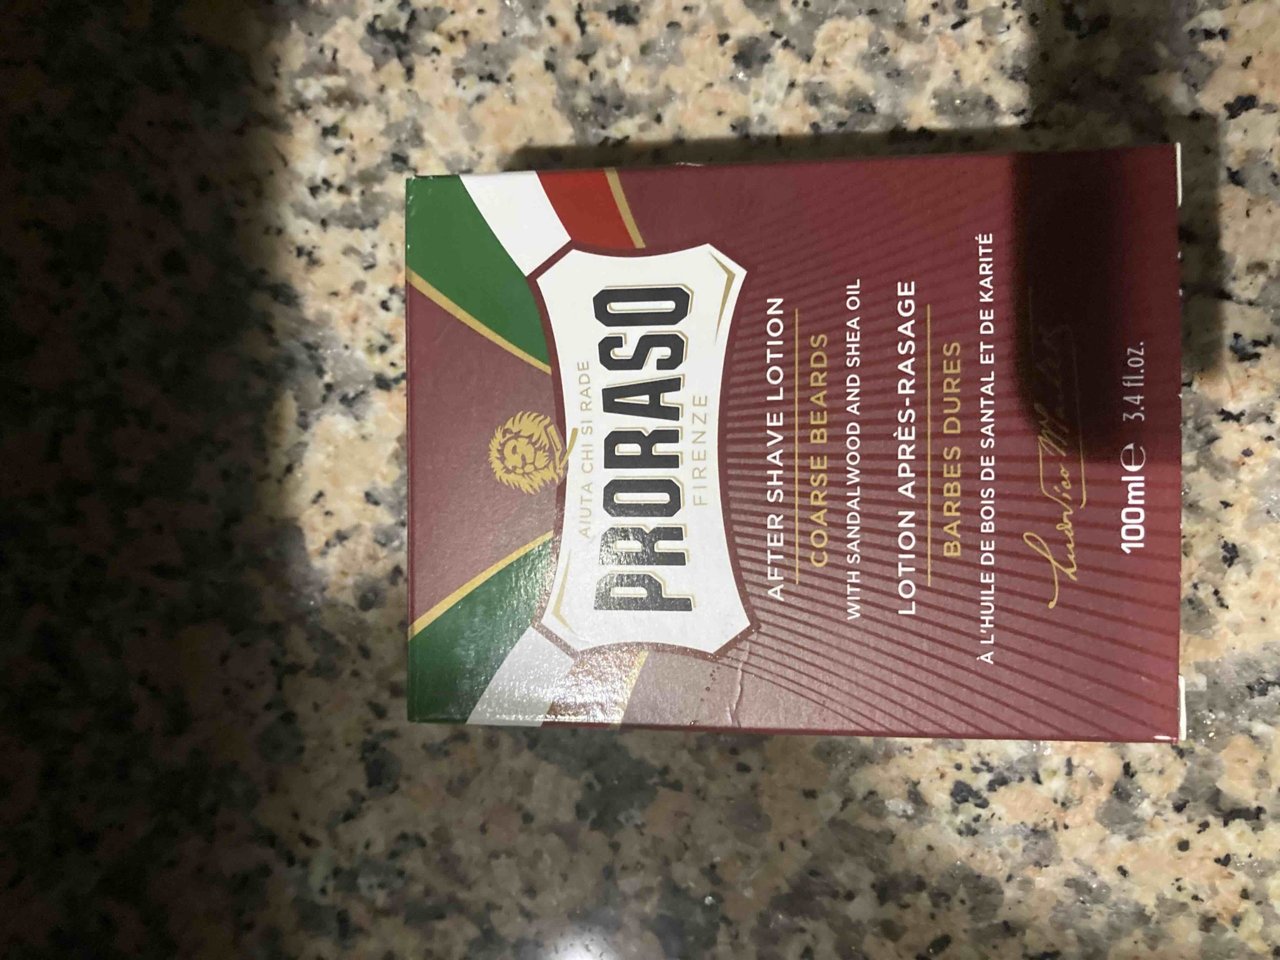 AIUTA CHI SI RADE
PRORASO
FIRENZE
AFTER SHAVE LOTION
COARSE BEARDS
WITH SANDALWOOD AND SHEA OIL
LOTION APRÈS-RASAGE
BARBES DURES
À L'HUILE DE BOIS DE SANTAL ET DE KARITÉ
100ml℮ 3.4 fl.oz.